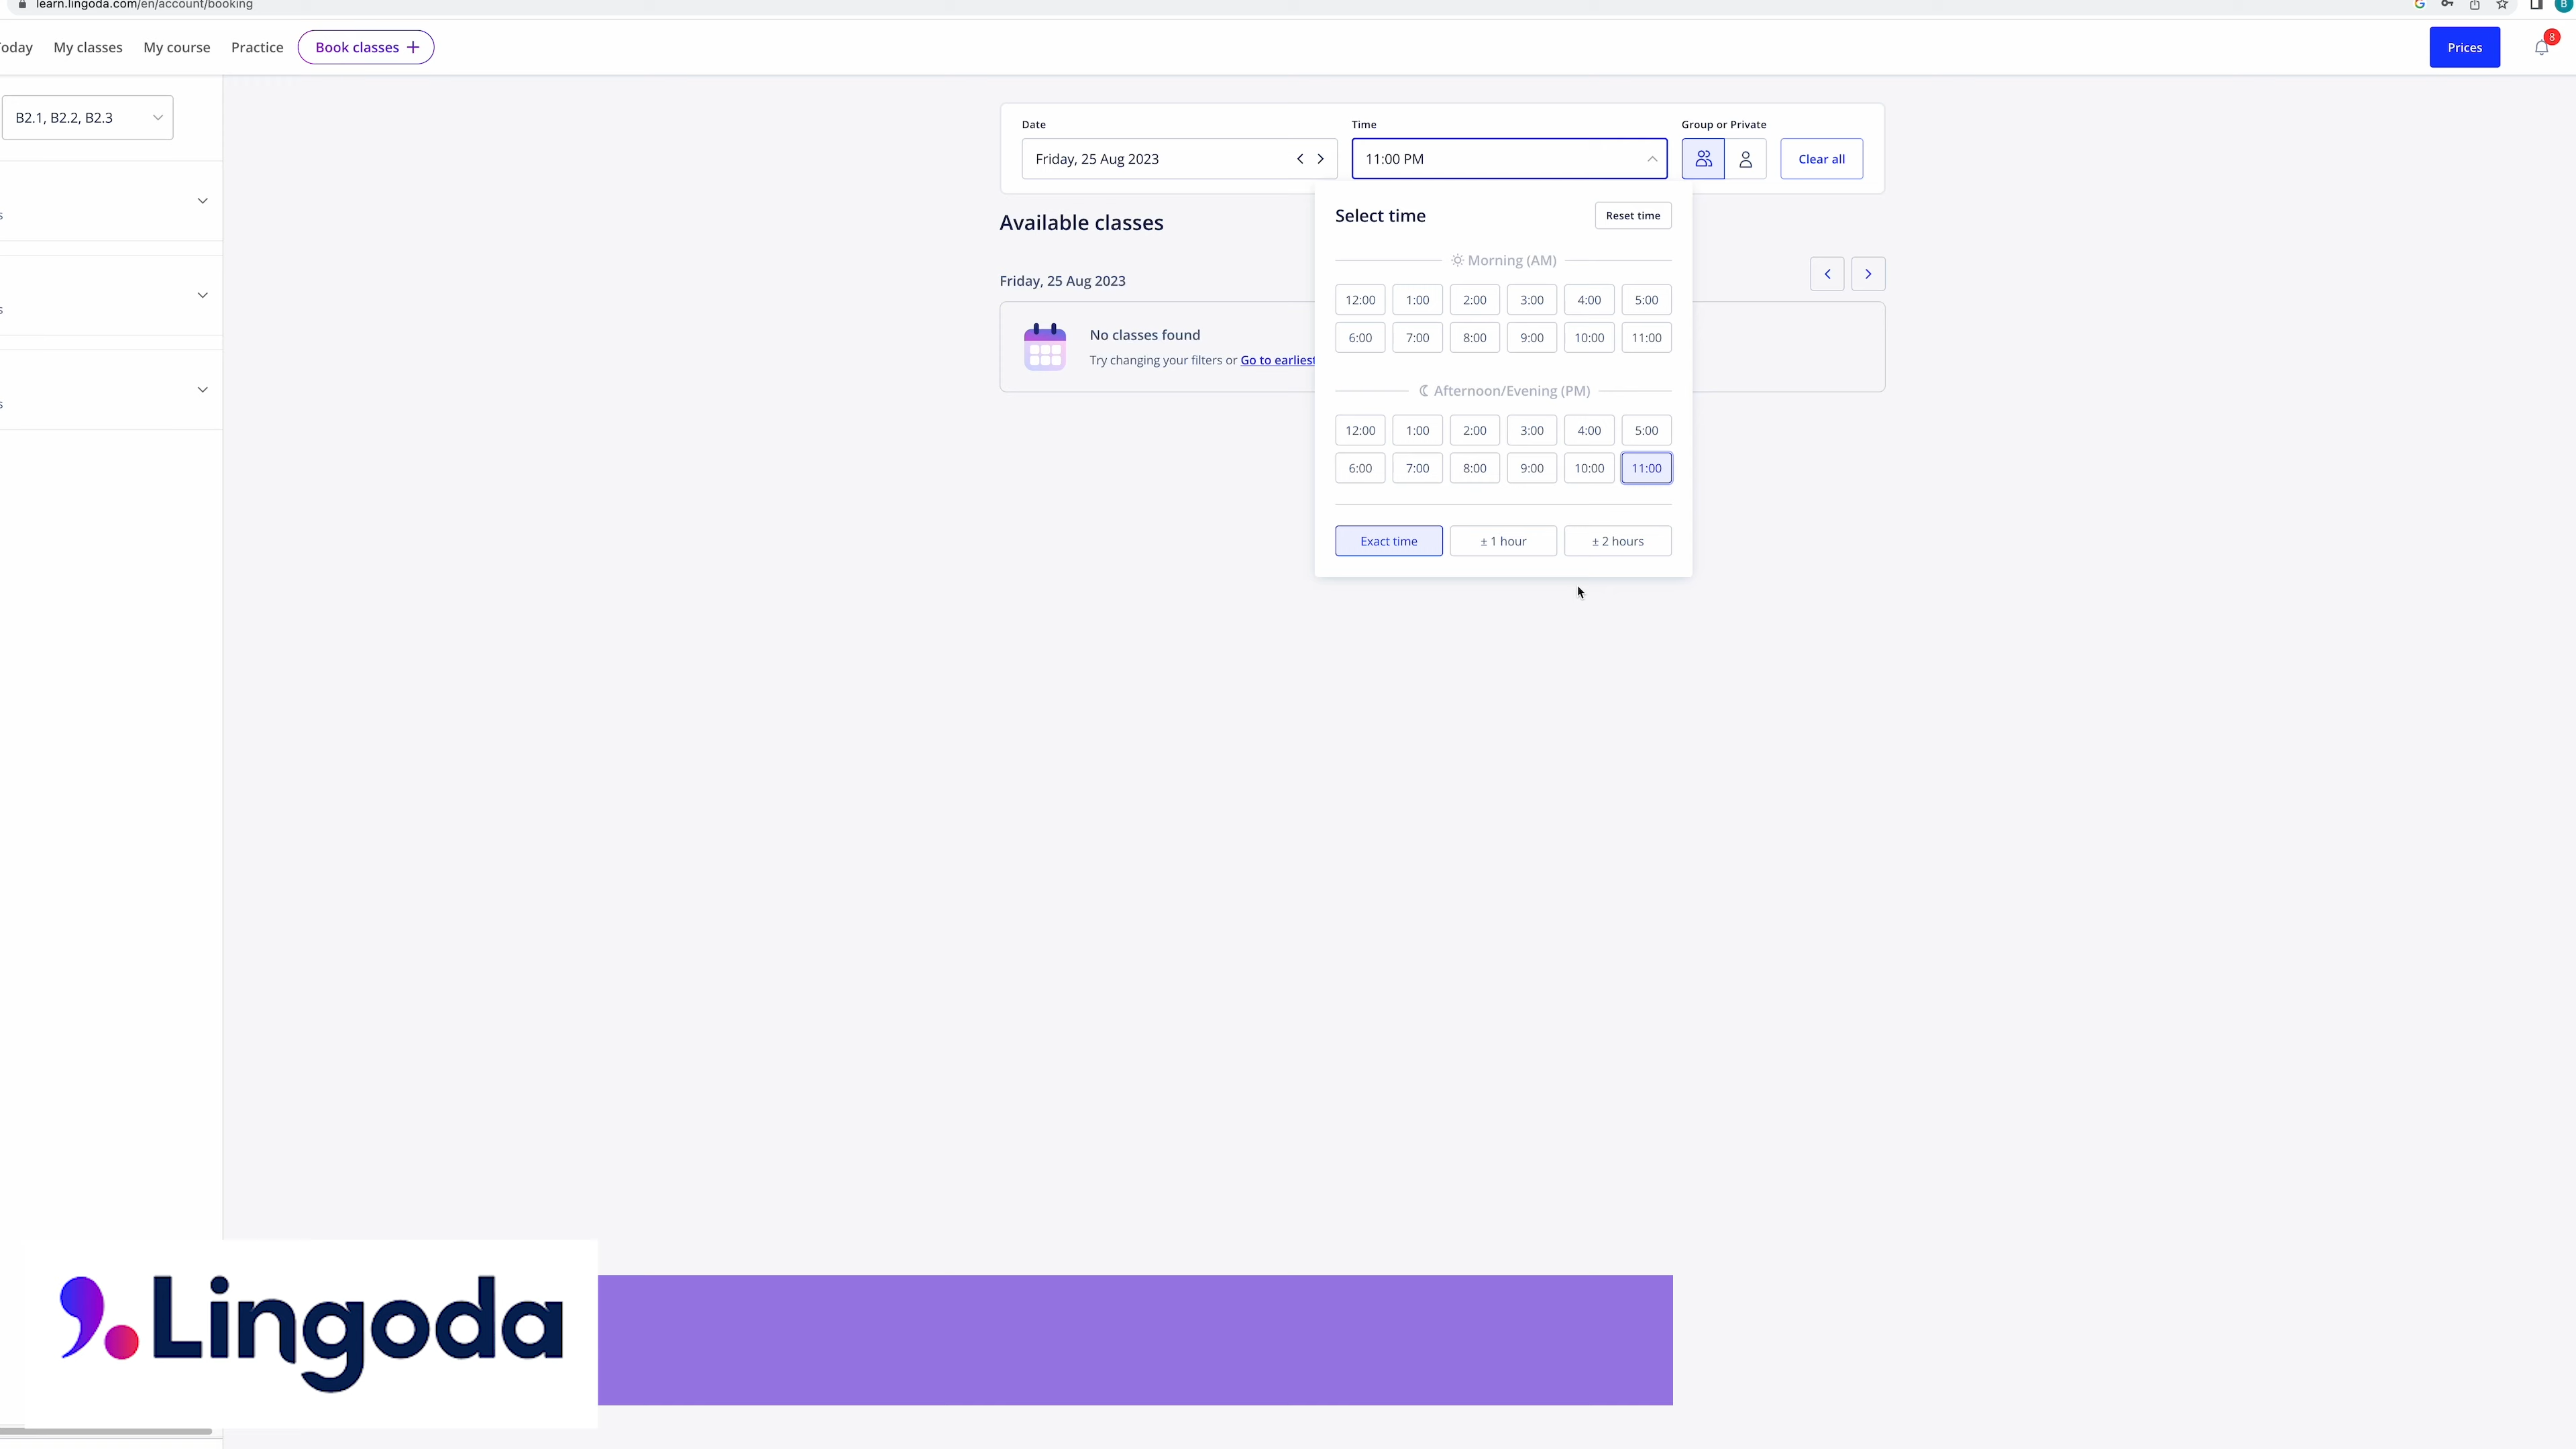 learn.lingoda.com/en/account/booking
oday My classes My course Practice Book classes + Prices 8
B2.1, B2.2, B2.3
s
s
s
Date Time Group or Private
Friday, 25 Aug 2023 < > 11:00 PM Clear all
Select time Reset time
Available classes
Morning (AM)
Friday, 25 Aug 2023
12:00 1:00 2:00 3:00 4:00 5:00
6:00 7:00 8:00 9:00 10:00 11:00
No classes found
Try changing your filters or Go to earliest
Afternoon/Evening (PM)
12:00 1:00 2:00 3:00 4:00 5:00
6:00 7:00 8:00 9:00 10:00 11:00
Exact time ± 1 hour ± 2 hours
Lingoda